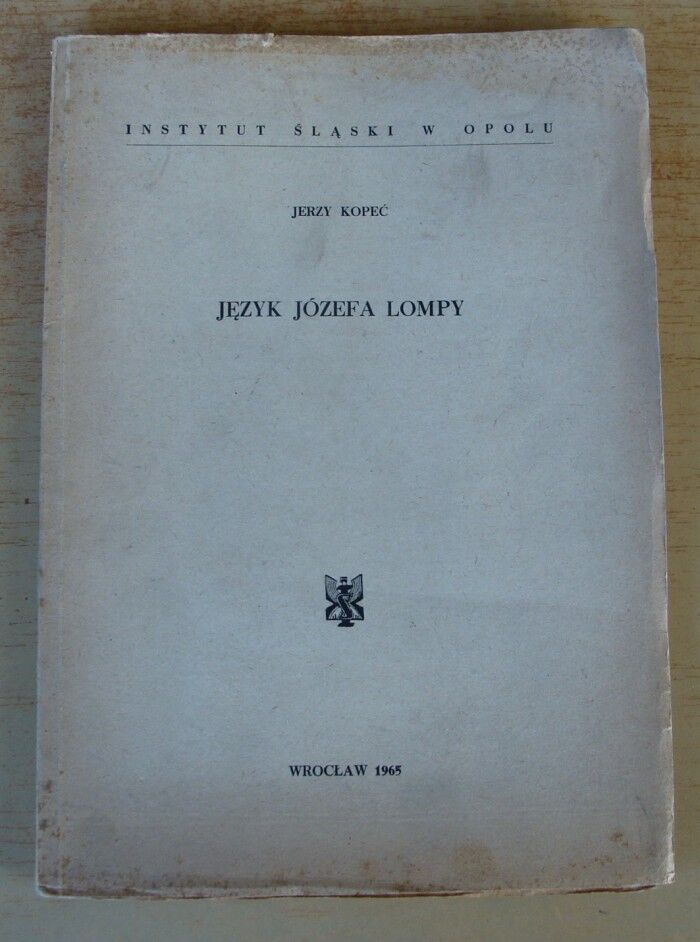 INSTYTUT ŚLĄSKI W OPOLU
JERZY KOPEĆ
JĘZYK JÓZEFA LOMPY
WROCŁAW 1965